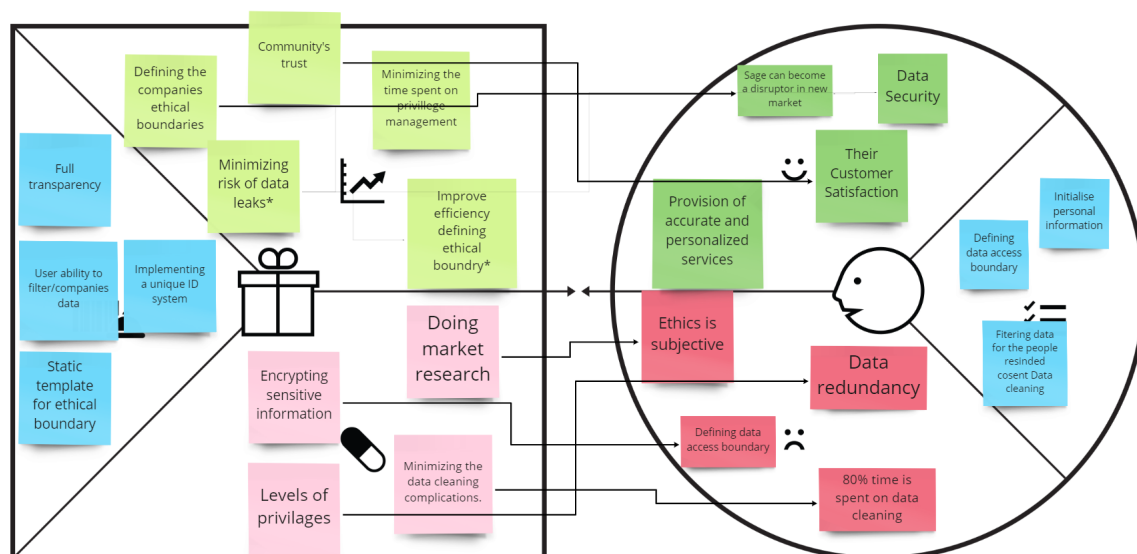 Community's
trust
Defining the
companies
ethical
boundaries
Minimizing the
time spent on
privillege
management
Full
transparency
Minimizing
risk of data
leaks*
Improve
efficiency
defining
ethical
boundry*
User ability to
filter/companies
data
Implementing
a unique ID
system
Static
template
for ethical
boundary
Doing
market
research
Encrypting
sensitive
information
Minimizing the
data cleaning
complications.
Levels of
privilages
Sage can become
a disruptor in new
market
Data
Security
Their
Customer
Satisfaction
Provision of
accurate and
personalized
services
Initialise
personal
information
Defining
data access
boundary
Fitering data
for the people
resinded
cosent Data
cleaning
Ethics is
subjective
Data
redundancy
Defining data
access boundary
80% time is
spent on data
cleaning